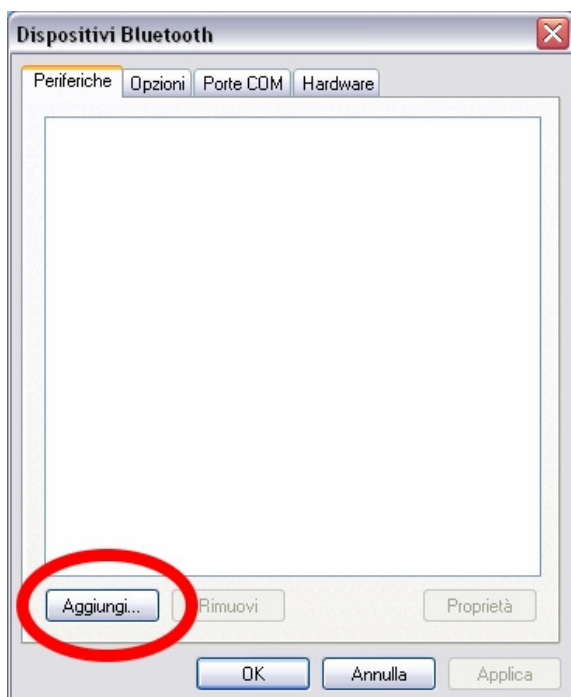 Dispositivi Bluetooth
Periferiche Opzioni Porte COM Hardware
Aggiungi... Rimuovi Proprietà
OK Annulla Applica